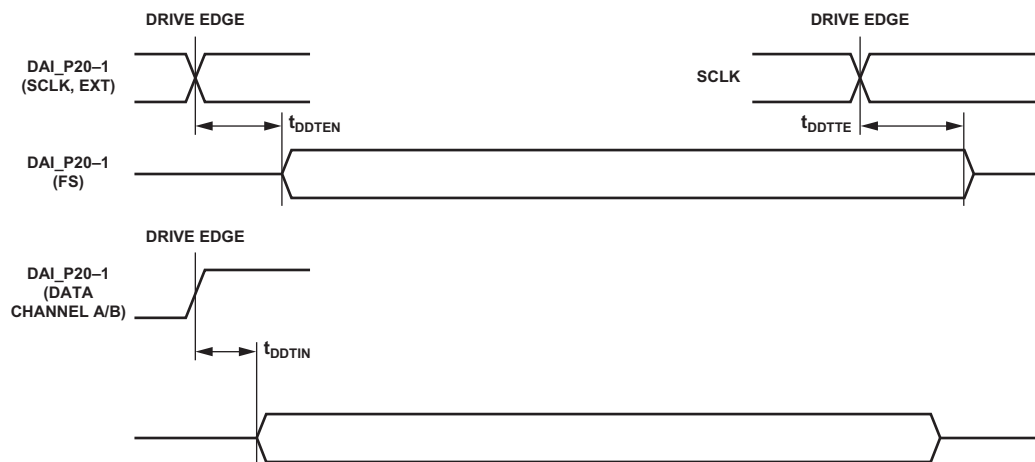 DRIVE EDGE
DRIVE EDGE
DAI_P20–1
(SCLK, EXT)
SCLK
tDDTEN
tDDTTE
DAI_P20–1
(FS)
DRIVE EDGE
DAI_P20–1
(DATA
CHANNEL A/B)
tDDTIN